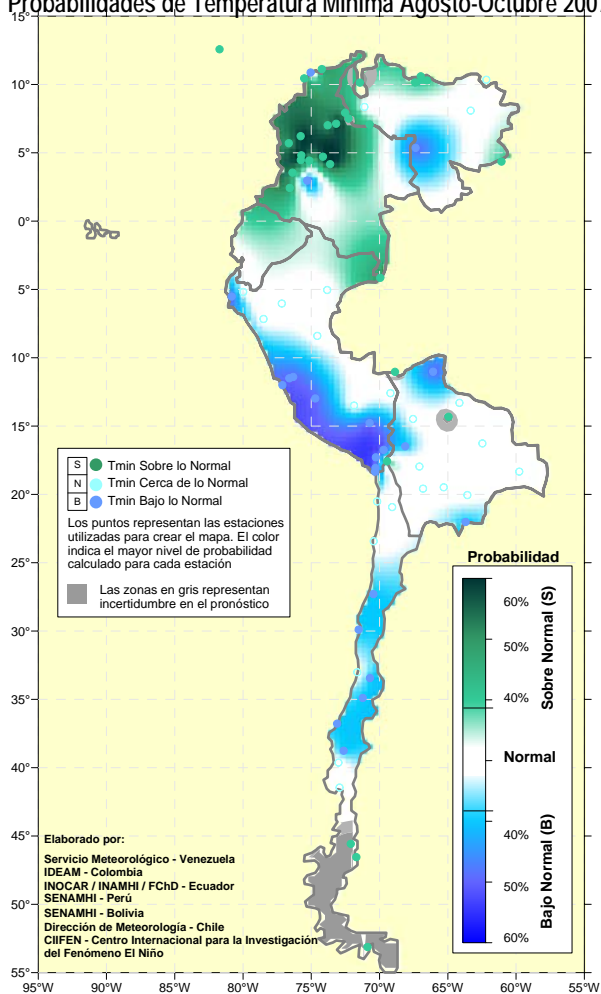 Probabilidades de Temperatura Mínima Agosto-Octubre 200
15°
10°
5°
0°
5°
10°
15°
20°
25°
30°
35°
40°
45°
50°
55°
S Tmin Sobre lo Normal
N Tmin Cerca de lo Normal
B Tmin Bajo lo Normal
Los puntos representan las estaciones
utilizadas para crear el mapa. El color
indica el mayor nivel de probabilidad
calculado para cada estación
Las zonas en gris representan
incertidumbre en el pronóstico
Probabilidad
60%
50%
40%
Sobre Normal (S)
Normal
40%
50%
60%
Bajo Normal (B)
Elaborado por:
Servicio Meteorológico - Venezuela
IDEAM - Colombia
INOCAR / INAMHI / FChD - Ecuador
SENAMHI - Perú
SENAMHI - Bolivia
Dirección de Meteorología - Chile
CIIFEN - Centro Internacional para la Investigación
del Fenómeno El Niño
95°W 90°W 85°W 80°W 75°W 70°W 65°W 60°W 55°W